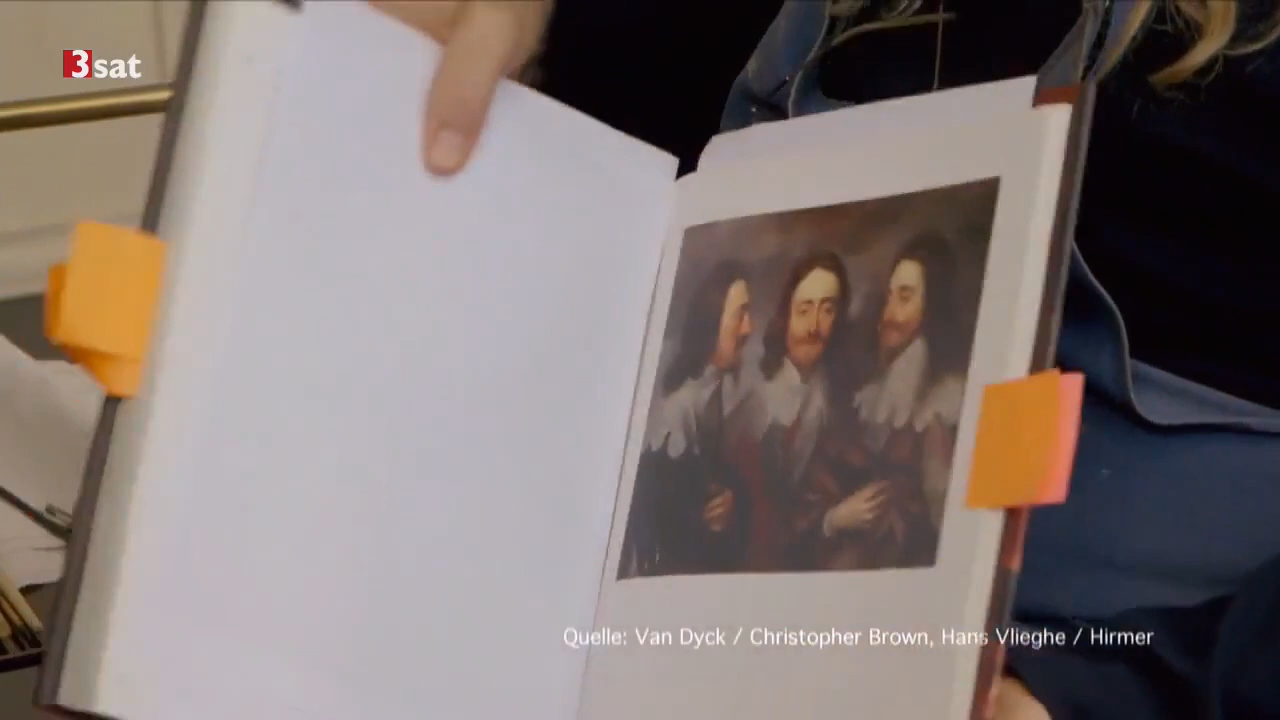 3sat
Quelle: Van Dyck / Christopher Brown, Hans Vlieghe / Hirmer